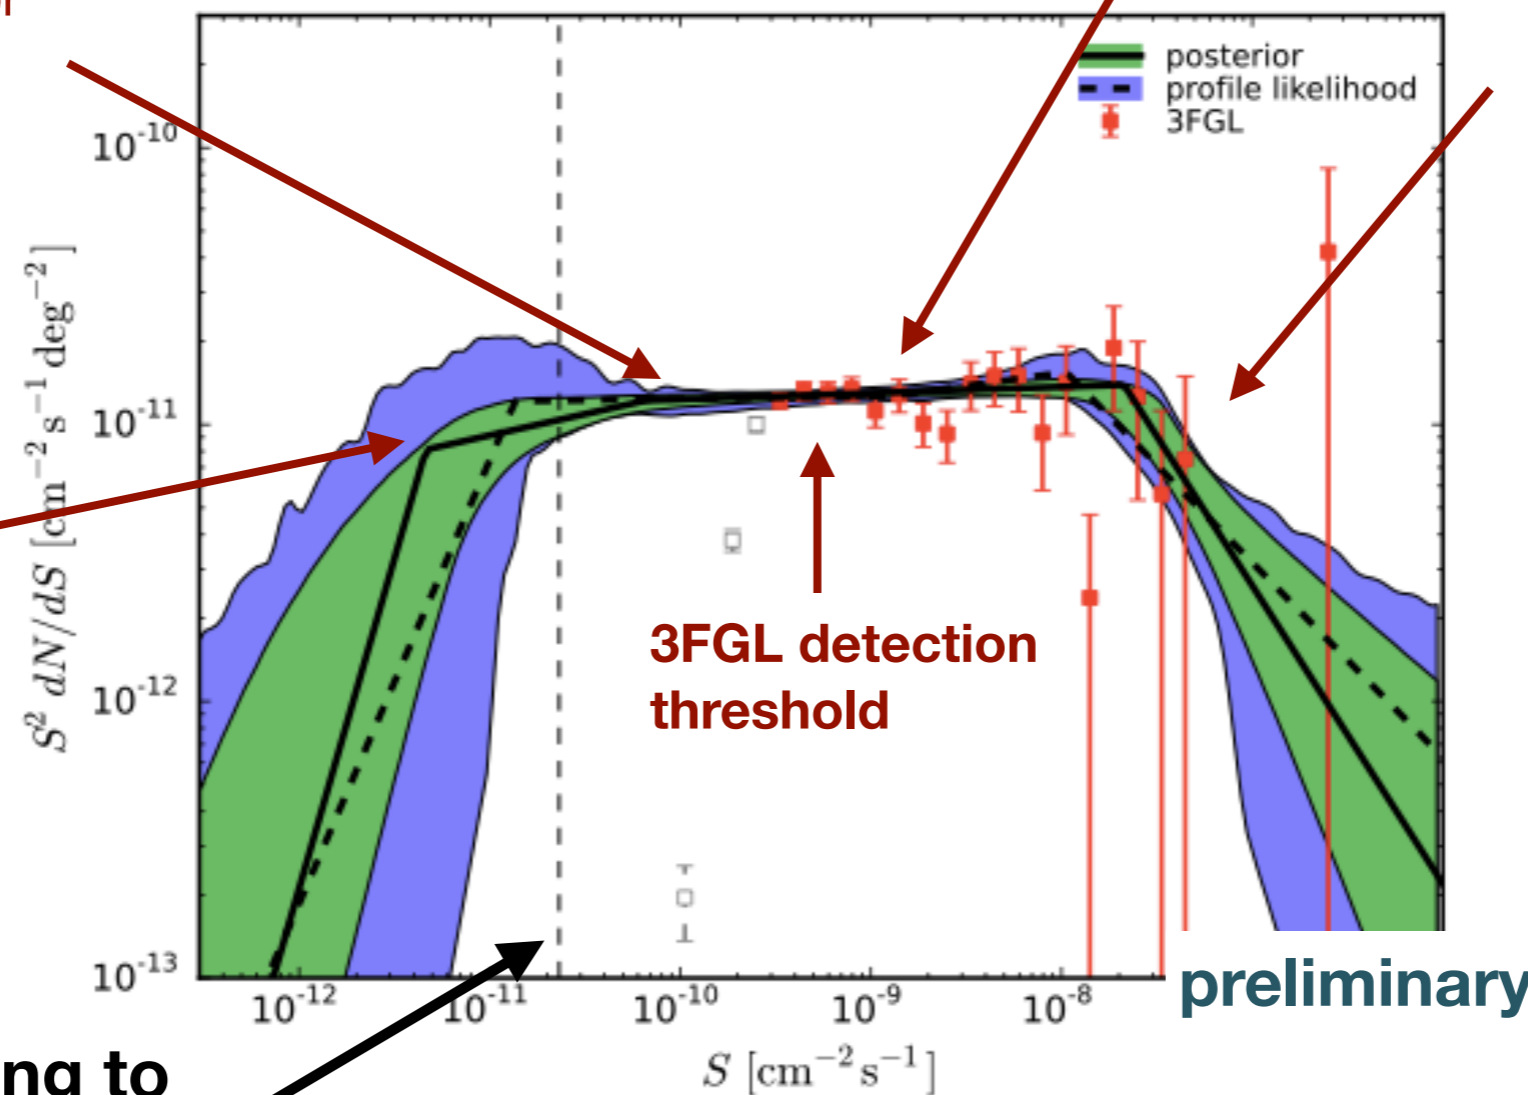 posterior
profile likelihood
3FGL
10^-10
10^-11
10^-12
10^-13
S^2 dN/dS [cm^-2 s^-1 deg^-2]
3FGL detection
threshold
10^-12
10^-11
10^-10
10^-9
10^-8
preliminary
S [cm^-2 s^-1]
ng to